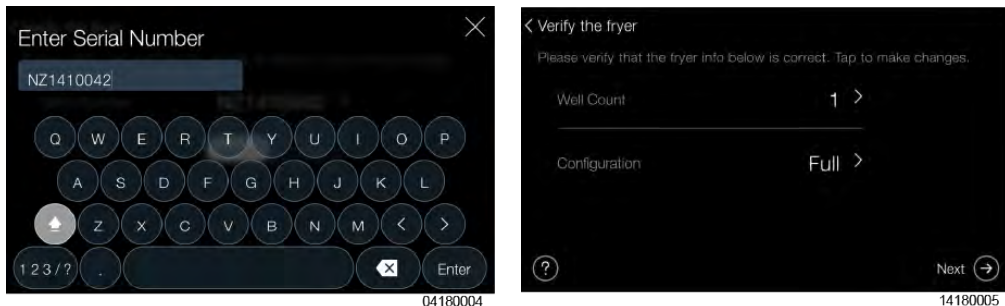 Enter Serial Number
NZ1410042
Q W E R T Y U I O P
A S D F G H J K L
Z X C V B N M < >
123/? . Enter
04180004
Verify the fryer
Please verify that the fryer info below is correct. Tap to make changes.
Well Count 1 >
Configuration Full >
? Next
14180005